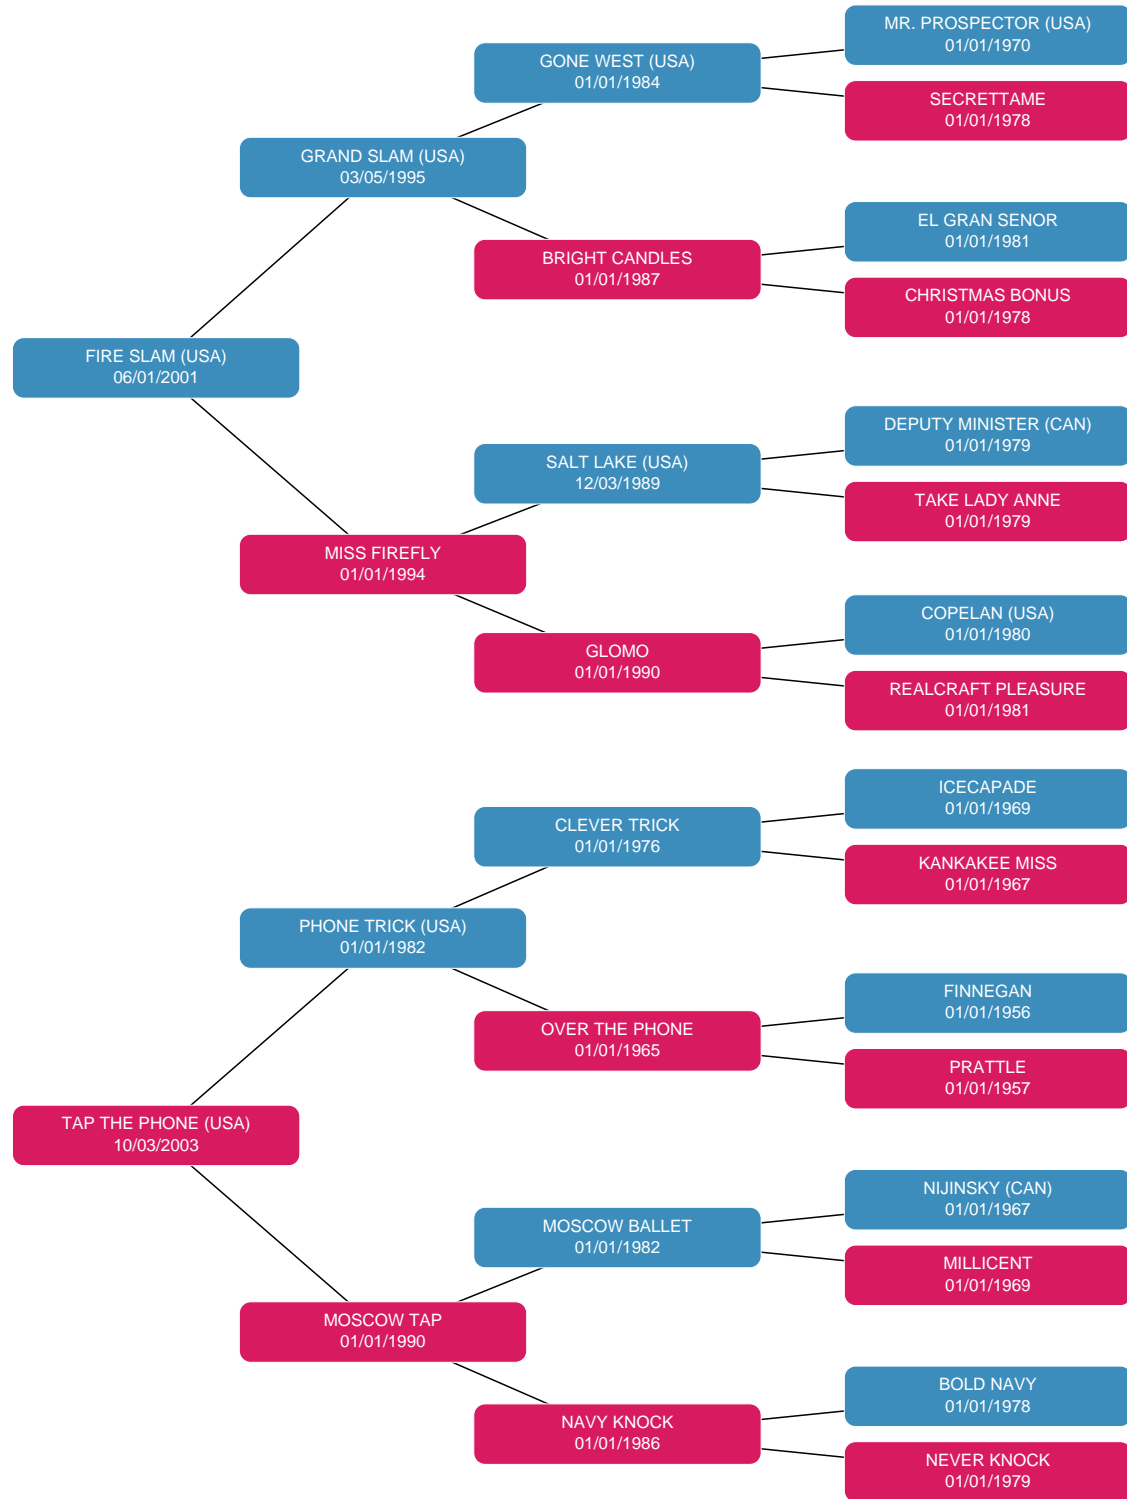 MR. PROSPECTOR (USA)
01/01/1970
GONE WEST (USA)
01/01/1984
SECRETTAME
01/01/1978
GRAND SLAM (USA)
03/05/1995
EL GRAN SENOR
01/01/1981
BRIGHT CANDLES
01/01/1987
CHRISTMAS BONUS
01/01/1978
FIRE SLAM (USA)
06/01/2001
DEPUTY MINISTER (CAN)
01/01/1979
SALT LAKE (USA)
12/03/1989
TAKE LADY ANNE
01/01/1979
MISS FIREFLY
01/01/1994
COPELAN (USA)
01/01/1980
GLOMO
01/01/1990
REALCRAFT PLEASURE
01/01/1981
ICECAPADE
01/01/1969
CLEVER TRICK
01/01/1976
KANKAKEE MISS
01/01/1967
PHONE TRICK (USA)
01/01/1982
FINNEGAN
01/01/1956
OVER THE PHONE
01/01/1965
PRATTLE
01/01/1957
TAP THE PHONE (USA)
10/03/2003
NIJINSKY (CAN)
01/01/1967
MOSCOW BALLET
01/01/1982
MILLICENT
01/01/1969
MOSCOW TAP
01/01/1990
BOLD NAVY
01/01/1978
NAVY KNOCK
01/01/1986
NEVER KNOCK
01/01/1979